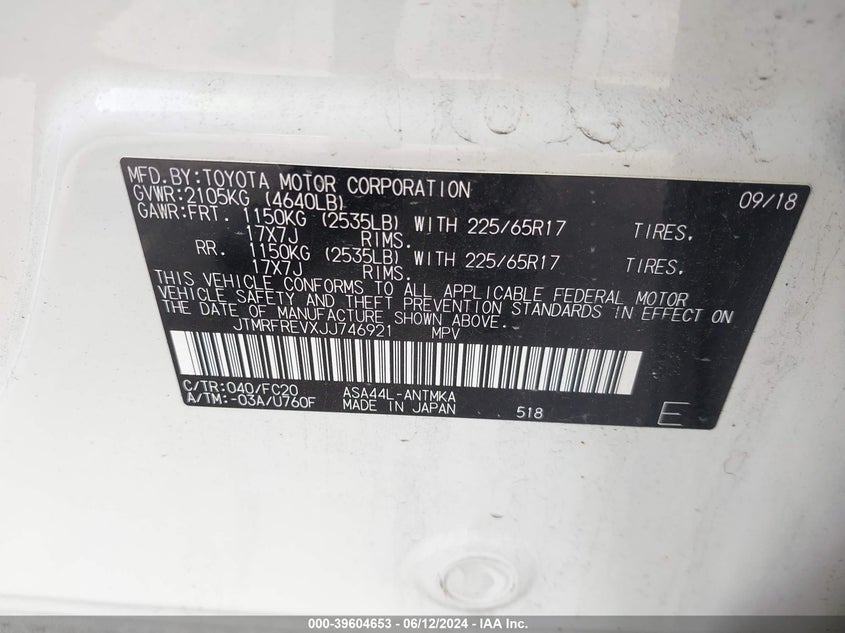 MFD.BY:TOYOTA MOTOR CORPORATION 09/18
GVWR:2105KG (4640LB)
GAWR:FRT. 1150KG (2535LB) WITH 225/65R17 TIRES,
17X7J RIMS.
RR. 1150KG (2535LB) WITH 225/65R17 TIRES,
17X7J RIMS.
THIS VEHICLE CONFORMS TO ALL APPLICABLE FEDERAL MOTOR
VEHICLE SAFETY AND THEFT PREVENTION STANDARDS IN EFFECT ON
THE DATE OF MANUFACTURE SHOWN ABOVE.
JTMRFREVXJJ746921 MPV
C/TR:040/FC20 ASA44L-ANTMKA
A/TM:-03A/U760F MADE IN JAPAN 518 E
000-39604653 - 06/12/2024 - IAA Inc.